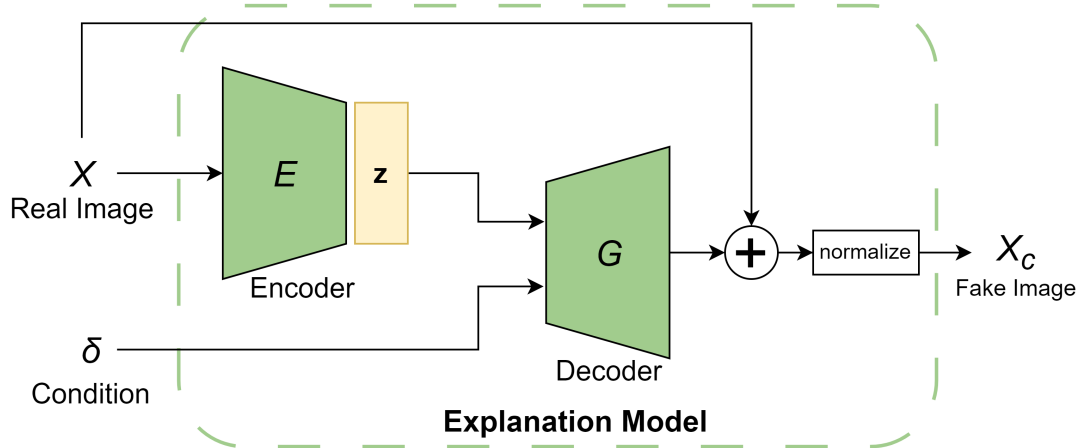 X
Real Image
E
z
Encoder
G
Decoder
+
normalize
X_c
Fake Image
δ
Condition
Explanation Model